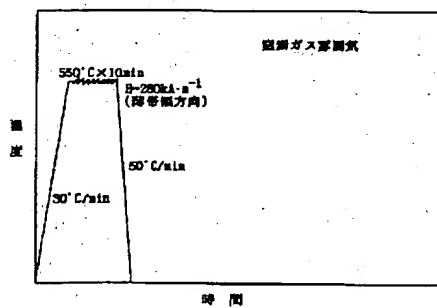 窒素ガス雰囲気
550°C×10min
H=280kA·m⁻¹
(薄帯幅方向)
温度
50°C/min
30°C/min
時間